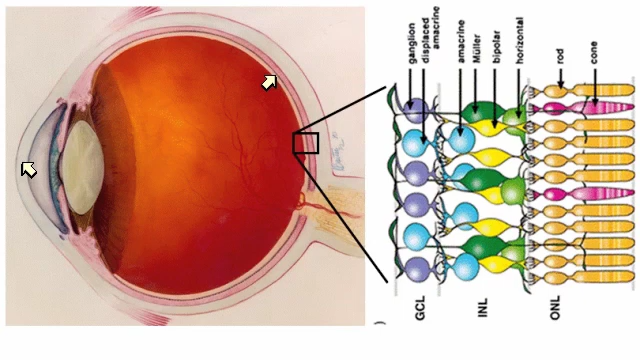 ganglion
displaced
amacrine
amacrine
Müller
bipolar
horizontal
rod
cone
)
GCL
INL
ONL